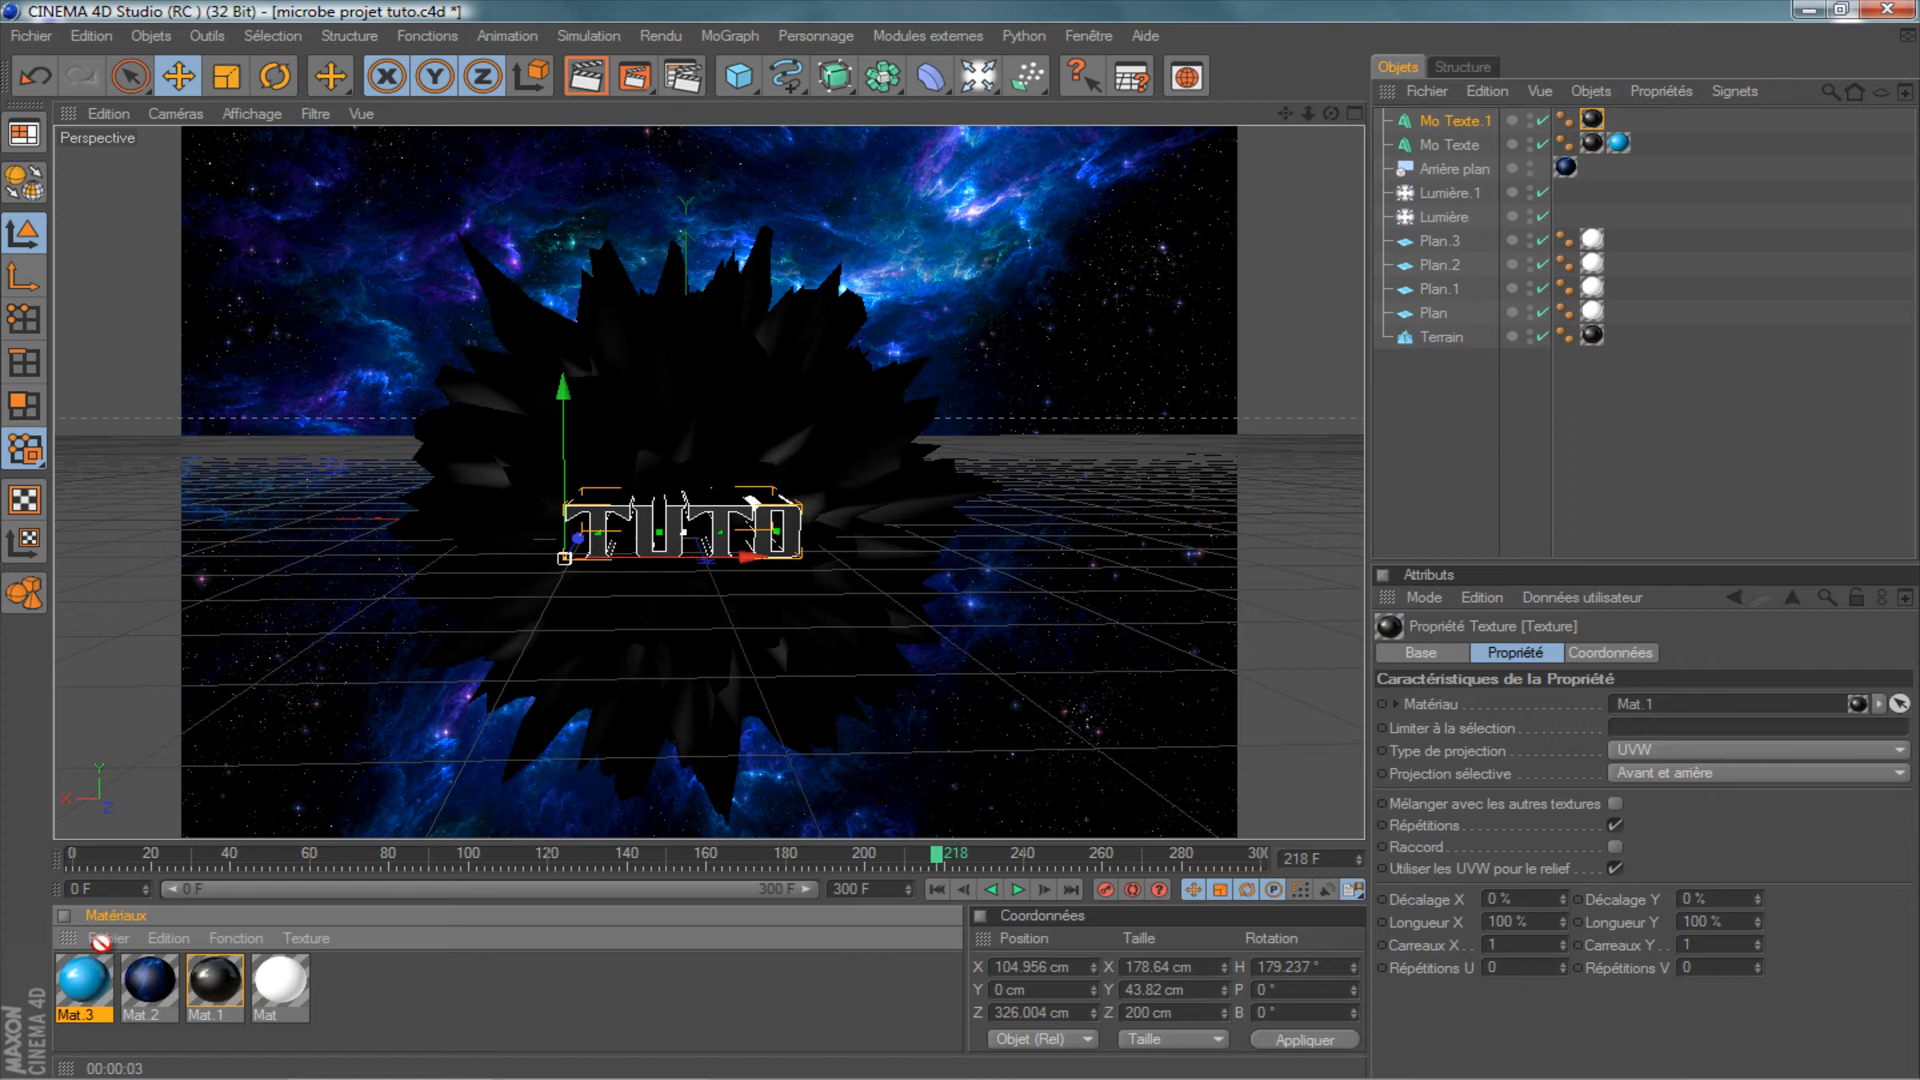 CINEMA 4D Studio (RC ) (32 Bit) - [microbe projet tuto.c4d *]
Fichier Edition Objets Outils Sélection Structure Fonctions Animation Simulation Rendu MoGraph Personnage Modules externes Python Fenêtre Aide
X Y Z
Objets Structure
Edition Caméras Affichage Filtre Vue
Fichier Edition Vue Objets Propriétés Signets
Perspective
Mo Texte.1
Mo Texte
Arrière plan
Lumière.1
Lumière
Plan.3
Plan.2
Plan.1
Plan
Terrain
Y
TUTO
Attributs
Mode Edition Données utilisateur
Propriété Texture [Texture]
Base Propriété Coordonnées
Caractéristiques de la Propriété
Matériau Mat.1
Limiter à la sélection
Type de projection UVW
Projection sélective Avant et arrière
Mélanger avec les autres textures
Répétitions
Raccord
Utiliser les UVW pour le relief
Décalage X 0 % Décalage Y 0 %
Longueur X 100 % Longueur Y 100 %
Carreaux X 1 Carreaux Y 1
Répétitions U 0 Répétitions V 0
Y
X
Z
0 20 40 60 80 100 120 140 160 180 200 218 240 260 280 300
218 F
0 F 0 F 300 F 300 F
Matériaux
Edition Fonction Texture
Mat.3 Mat.2 Mat.1 Mat
Coordonnées
Position Taille Rotation
X 104.956 cm X 178.64 cm H 179.237 °
Y 0 cm Y 43.82 cm P 0 °
Z 326.004 cm Z 200 cm B 0 °
Objet (Rel) Taille Appliquer
MAXON
CINEMA 4D
00:00:03